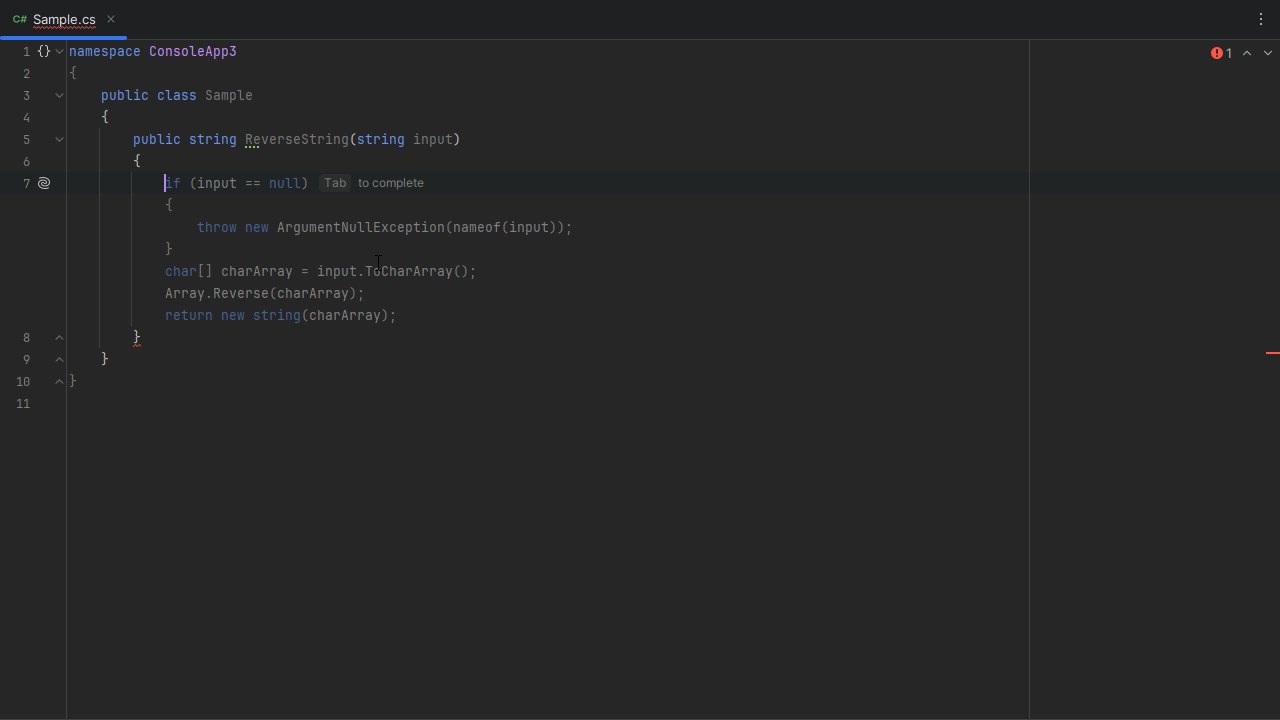 C# Sample.cs
1 {} namespace ConsoleApp3
2 {
3 public class Sample
4 {
5 public string ReverseString(string input)
6 {
7 if (input == null) Tab to complete
{
throw new ArgumentNullException(nameof(input));
}
char[] charArray = input.ToCharArray();
Array.Reverse(charArray);
return new string(charArray);
8 }
9 }
10 }
11
1